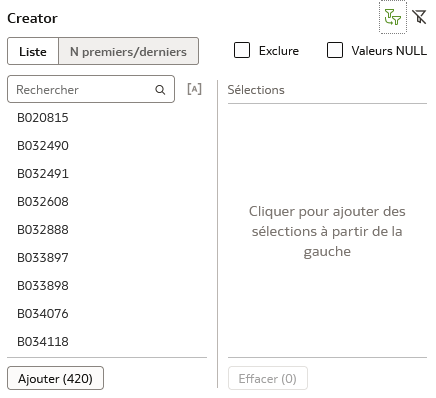 Creator
Liste
N premiers/derniers
Exclure
Valeurs NULL
Rechercher
[A]
Sélections
B020815
B032490
B032491
B032608
B032888
B033897
B033898
B034076
B034118
Cliquer pour ajouter des
sélections à partir de la
gauche
Ajouter (420)
Effacer (0)